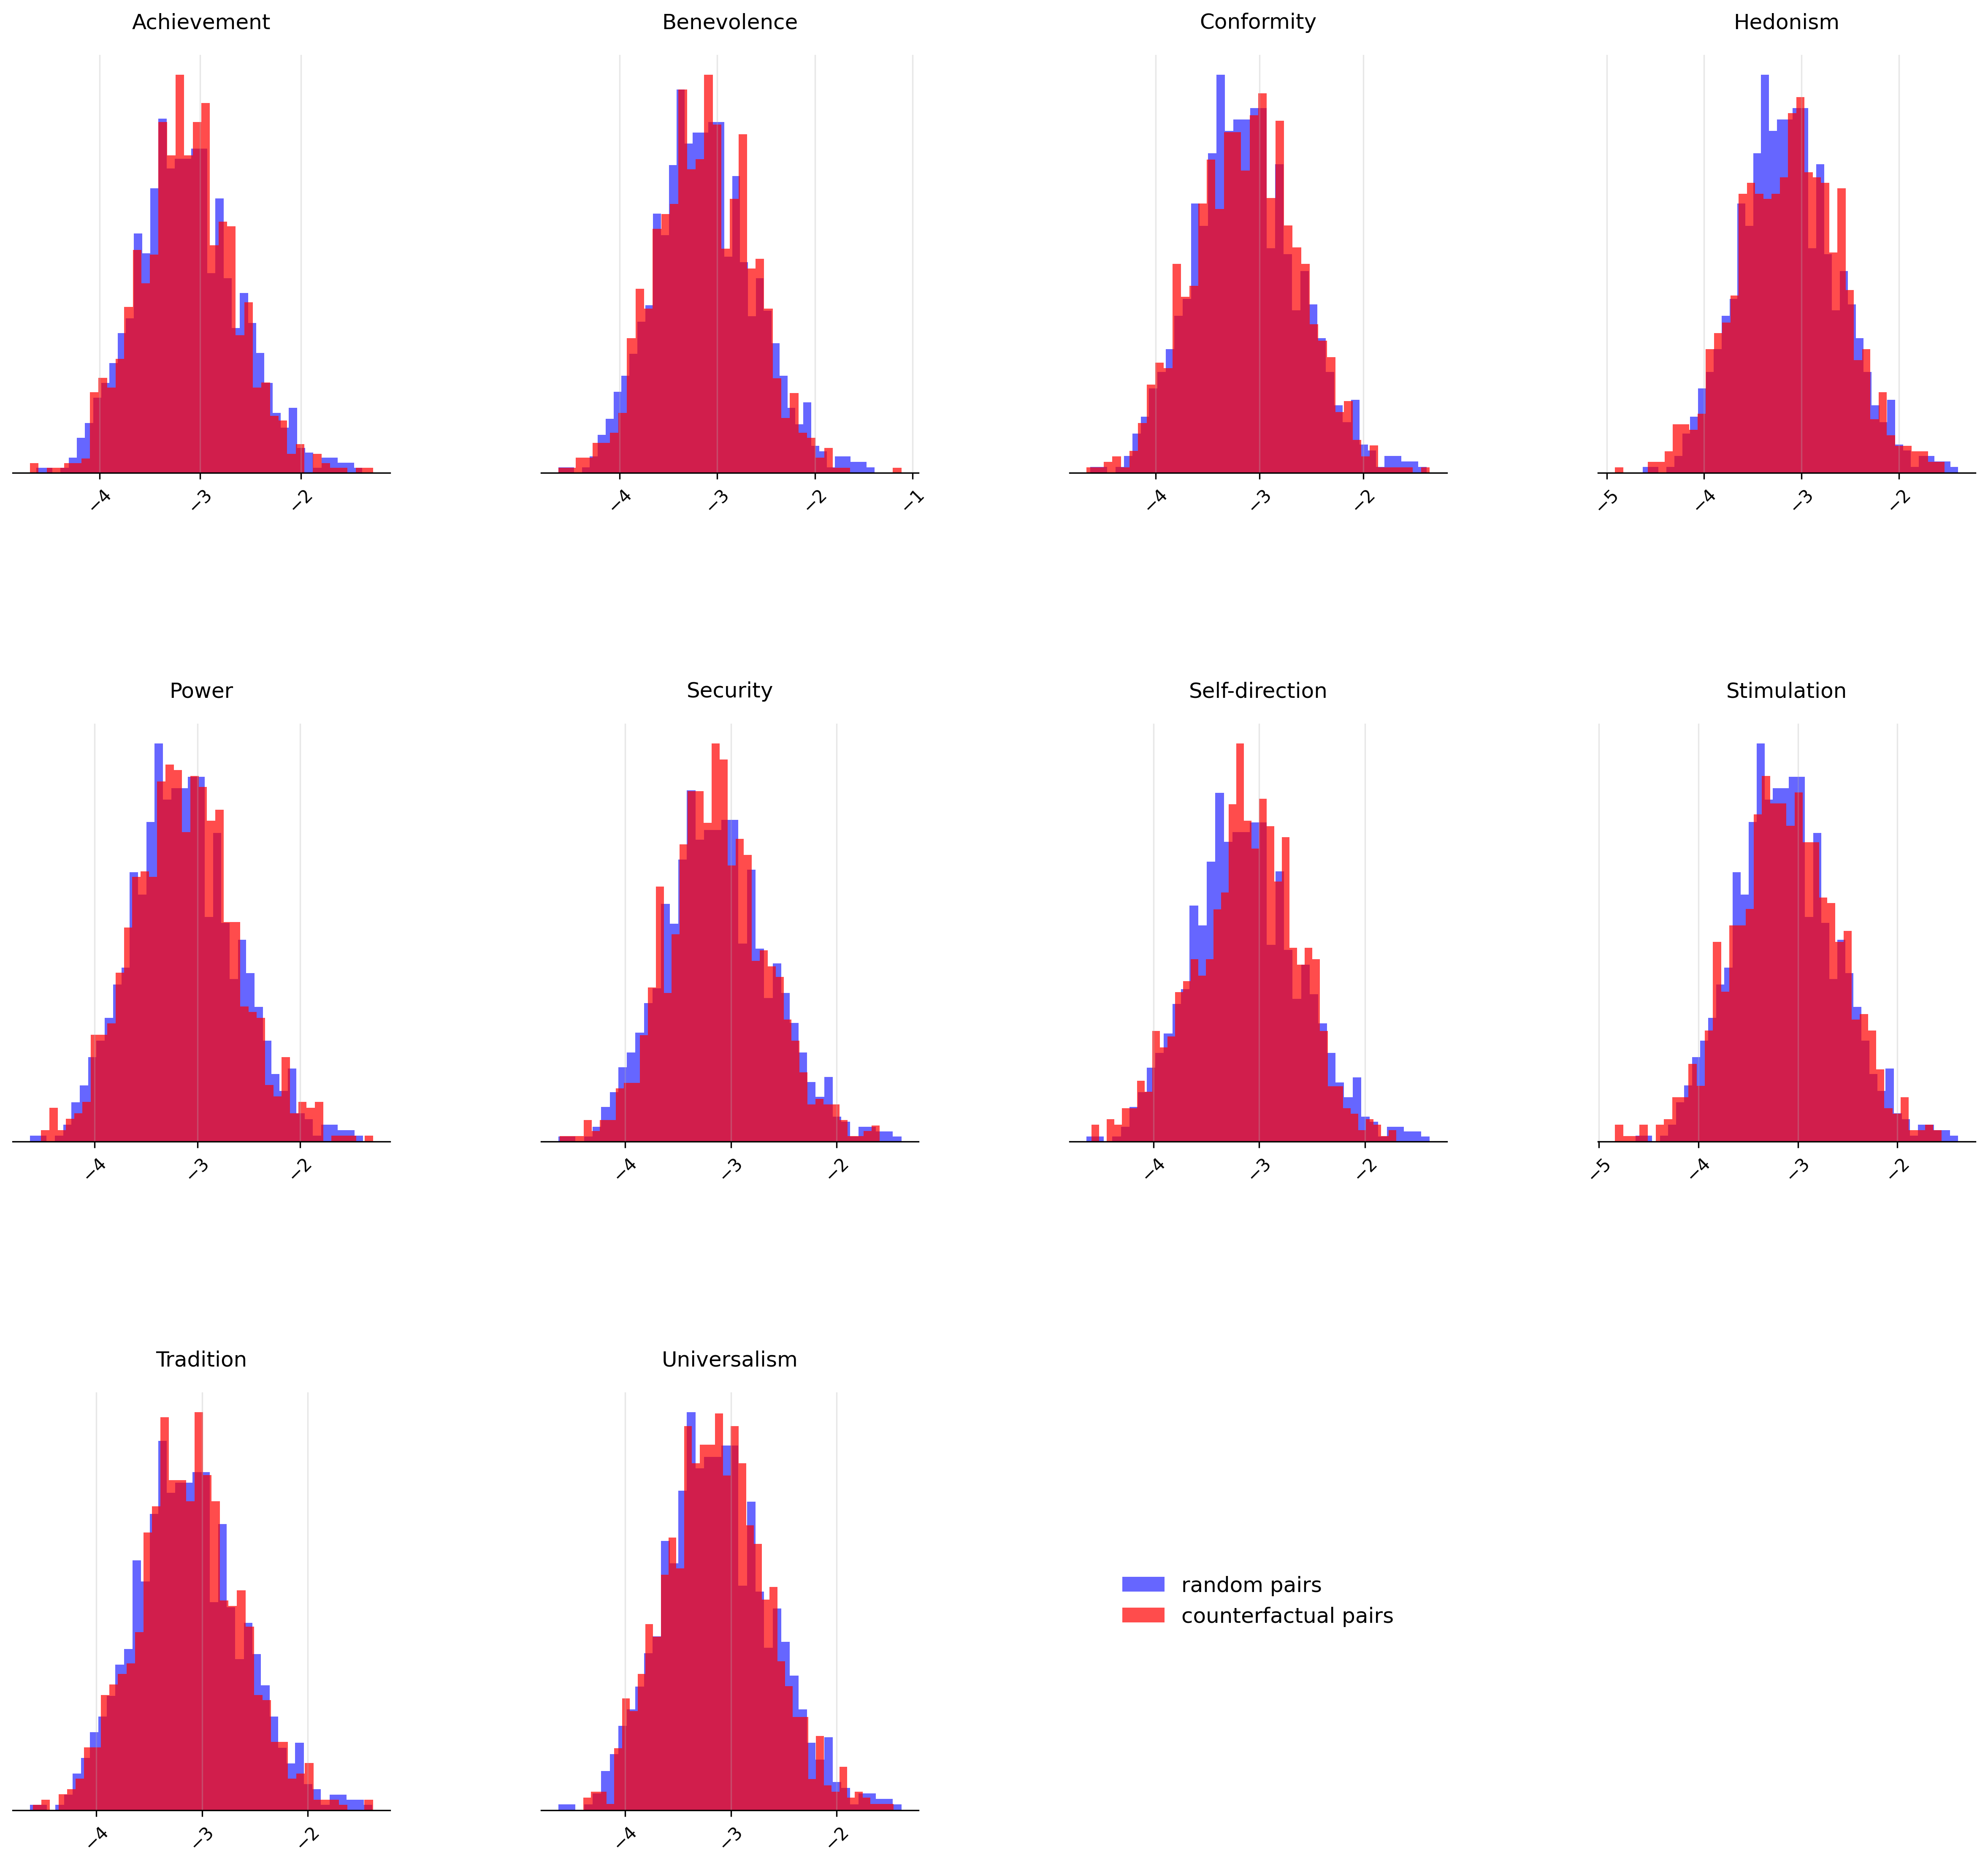 Achievement
Benevolence
Conformity
Hedonism
−4 −3 −2
−4 −3 −2 −1
−4 −3 −2
−5 −4 −3 −2
Power
Security
Self-direction
Stimulation
−4 −3 −2
−4 −3 −2
−4 −3 −2
−5 −4 −3 −2
Tradition
Universalism
random pairs
counterfactual pairs
−4 −3 −2
−4 −3 −2